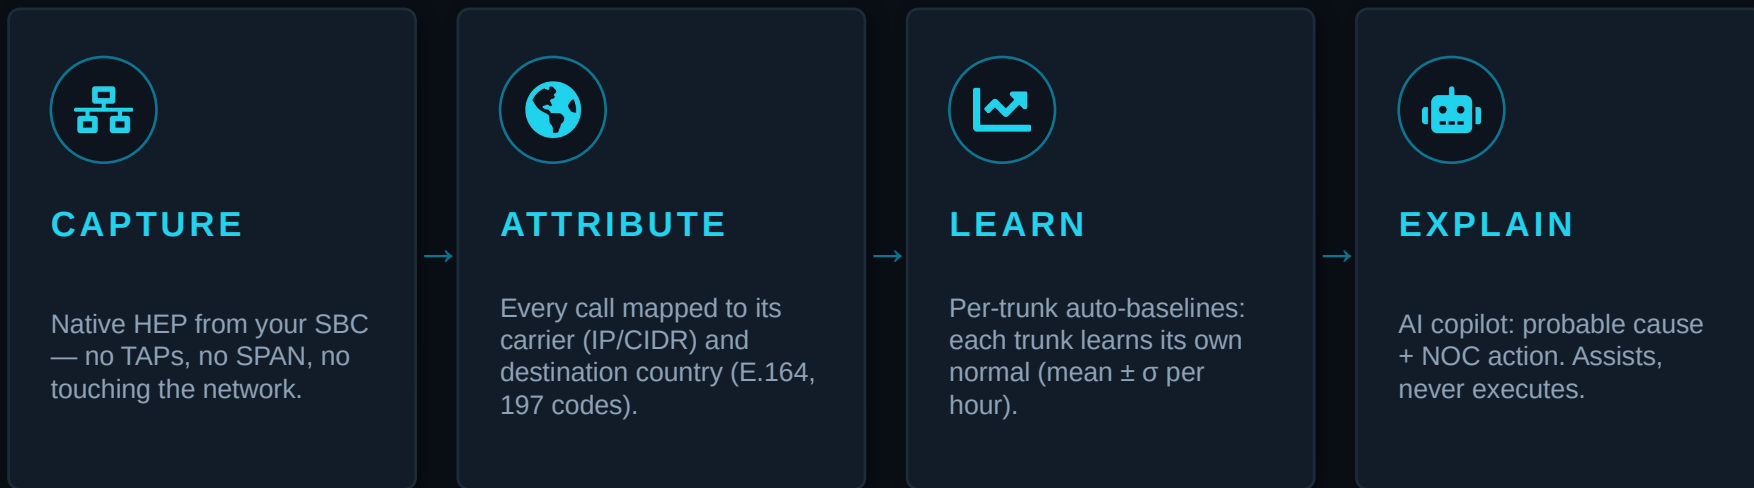 CAPTURE
Native HEP from your SBC
— no TAPs, no SPAN, no
touching the network.
→
ATTRIBUTE
Every call mapped to its
carrier (IP/CIDR) and
destination country (E.164,
197 codes).
→
LEARN
Per-trunk auto-baselines:
each trunk learns its own
normal (mean ± σ per
hour).
→
EXPLAIN
AI copilot: probable cause
+ NOC action. Assists,
never executes.